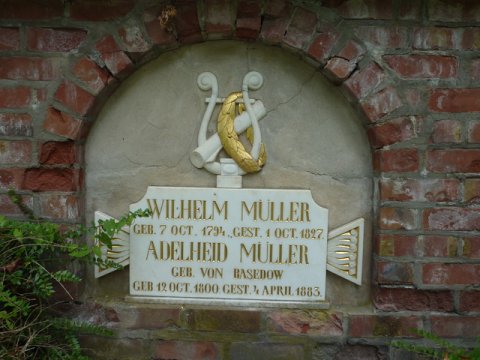 WILHELM MÜLLER
GEB. 7 OCT. 1794., GEST. 1 OCT. 1827.
ADELHEID MÜLLER
GEB. VON BASEDOW
GEB 12 OCT. 1800. GEST. 4 APRIL 1883.